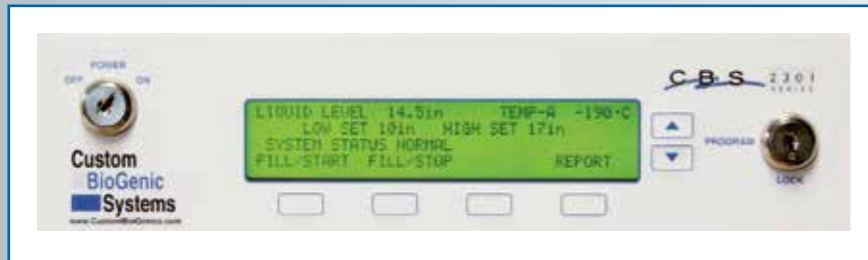 POWER
OFF ON
Custom
BioGenic
Systems
www.CustomBioGenics.com
LIQUID LEVEL 14.5in TEMP-A -190°C
LOW SET 10in HIGH SET 17in
SYSTEM STATUS NORMAL
FILL/START FILL/STOP REPORT
CBS 2301
SERIES
PROGRAM
LOCK